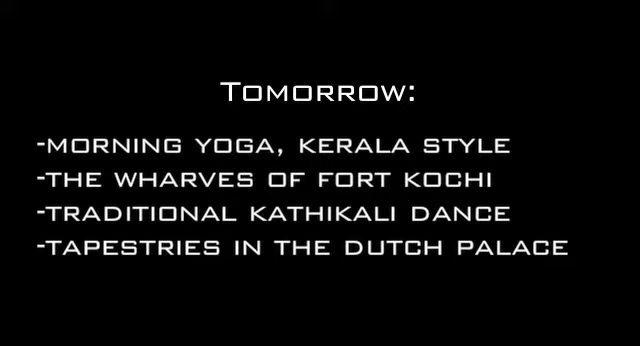 Tomorrow:
-MORNING YOGA, KERALA STYLE
-THE WHARVES OF FORT KOCHI
-TRADITIONAL KATHIKALI DANCE
-TAPESTRIES IN THE DUTCH PALACE